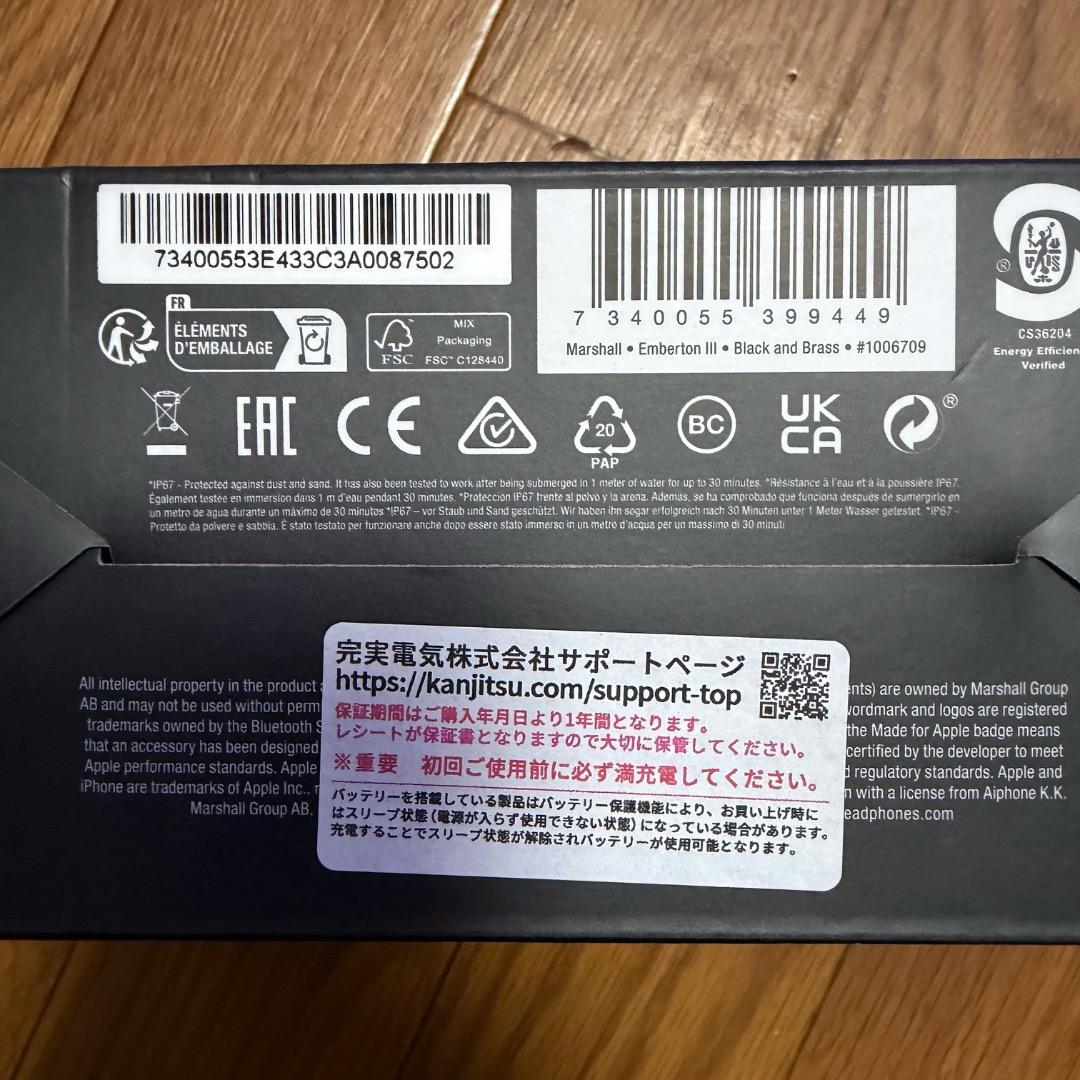 73400553E433C3A0087502
7 340055 399449
Marshall • Emberton III • Black and Brass • #1006709
®
CS36204
Energy Efficien
Verified
FR
ÉLÉMENTS
D'EMBALLAGE
FSC
MIX
Packaging
FSC™ C128440
EAC
CE
20
PAP
BC
UK
CA
®
*IP67 - Protected against dust and sand. It has also been tested to work after being submerged in 1 meter of water for up to 30 minutes. *Résistance à l'eau et à la poussière IP67.
Également testée en immersion dans 1 m d'eau pendant 30 minutes. *Protección IP67 frente al polvo y la arena. Además, se ha comprobado que funciona después de sumergirlo en
un metro de agua durante un máximo de 30 minutos *IP67 – vor Staub und Sand geschützt. Wir haben ihn sogar erfolgreich nach 30 Minuten unter 1 Meter Wasser getestet. *IP67 -
Protetto da polvere e sabbia. È stato testato per funzionare anche dopo essere stato immerso in un metro d'acqua per un massimo di 30 minuti
完実電気株式会社サポートページ
https://kanjitsu.com/support-top
保証期間はご購入年月日より1年間となります。
レシートが保証書となりますので大切に保管してください。
※重要 初回ご使用前に必ず満充電してください。
バッテリーを搭載している製品はバッテリー保護機能により、お買い上げ時に
はスリープ状態(電源が入らず使用できない状態)になっている場合があります。
充電することでスリープ状態が解除されバッテリーが使用可能となります。
All intellectual property in the product
AB and may not be used without perm
trademarks owned by the Bluetooth S
that an accessory has been designed
Apple performance standards. Apple
iPhone are trademarks of Apple Inc.,
Marshall Group AB,
ents) are owned by Marshall Group
wordmark and logos are registered
the Made for Apple badge means
certified by the developer to meet
d regulatory standards. Apple and
n with a license from Aiphone K.K.
eadphones.com